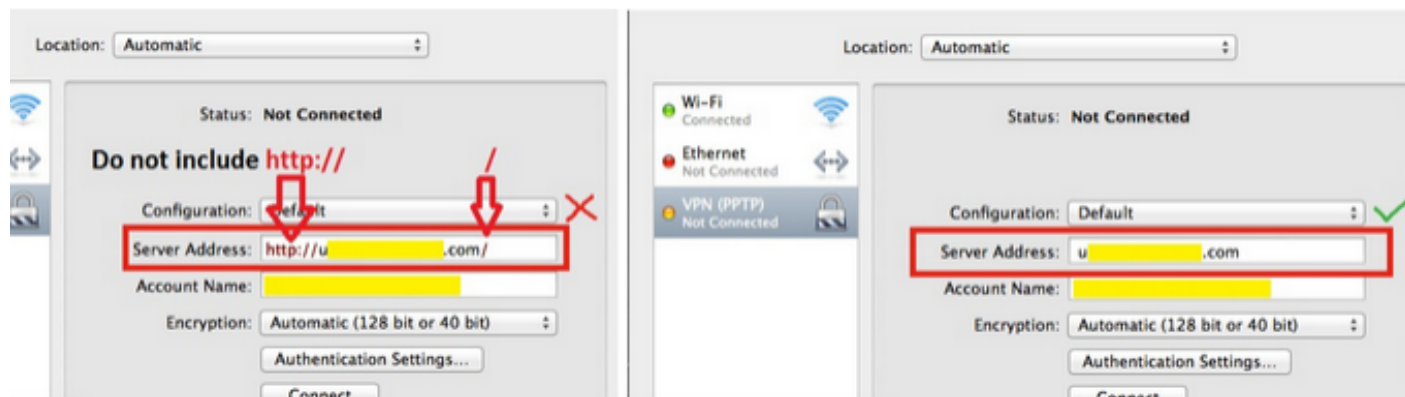 Location: Automatic
Status: Not Connected
Do not include http:// /
Configuration: Default
Server Address: http://u .com/
Account Name:
Encryption: Automatic (128 bit or 40 bit)
Authentication Settings...
Connect
Location: Automatic
Wi-Fi
Connected
Ethernet
Not Connected
VPN (PPTP)
Not Connected
Status: Not Connected
Configuration: Default
Server Address: u .com
Account Name:
Encryption: Automatic (128 bit or 40 bit)
Authentication Settings...
Connect